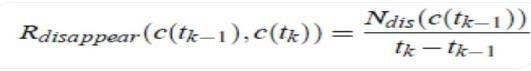 R_{disappear}(c(t_{k-1}), c(t_k)) = \frac{N_{dis}(c(t_{k-1}))}{t_k - t_{k-1}}